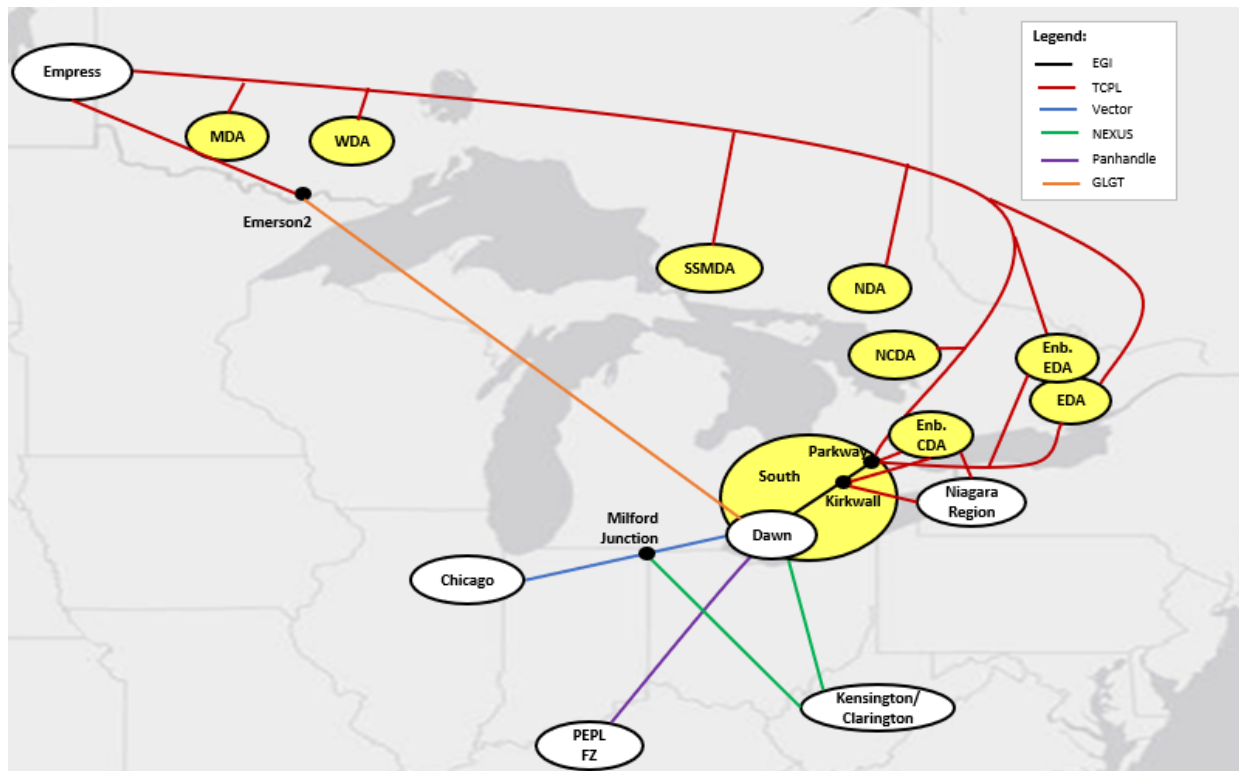 Legend:
EGI
TCPL
Vector
NEXUS
Panhandle
GLGT
Empress
MDA
WDA
Emerson2
SSMDA
NDA
NCDA
Enb.
EDA
EDA
Enb.
CDA
Parkway
South
Kirkwall
Niagara
Region
Milford
Junction
Dawn
Chicago
Kensington/
Clarington
PEPL
FZ